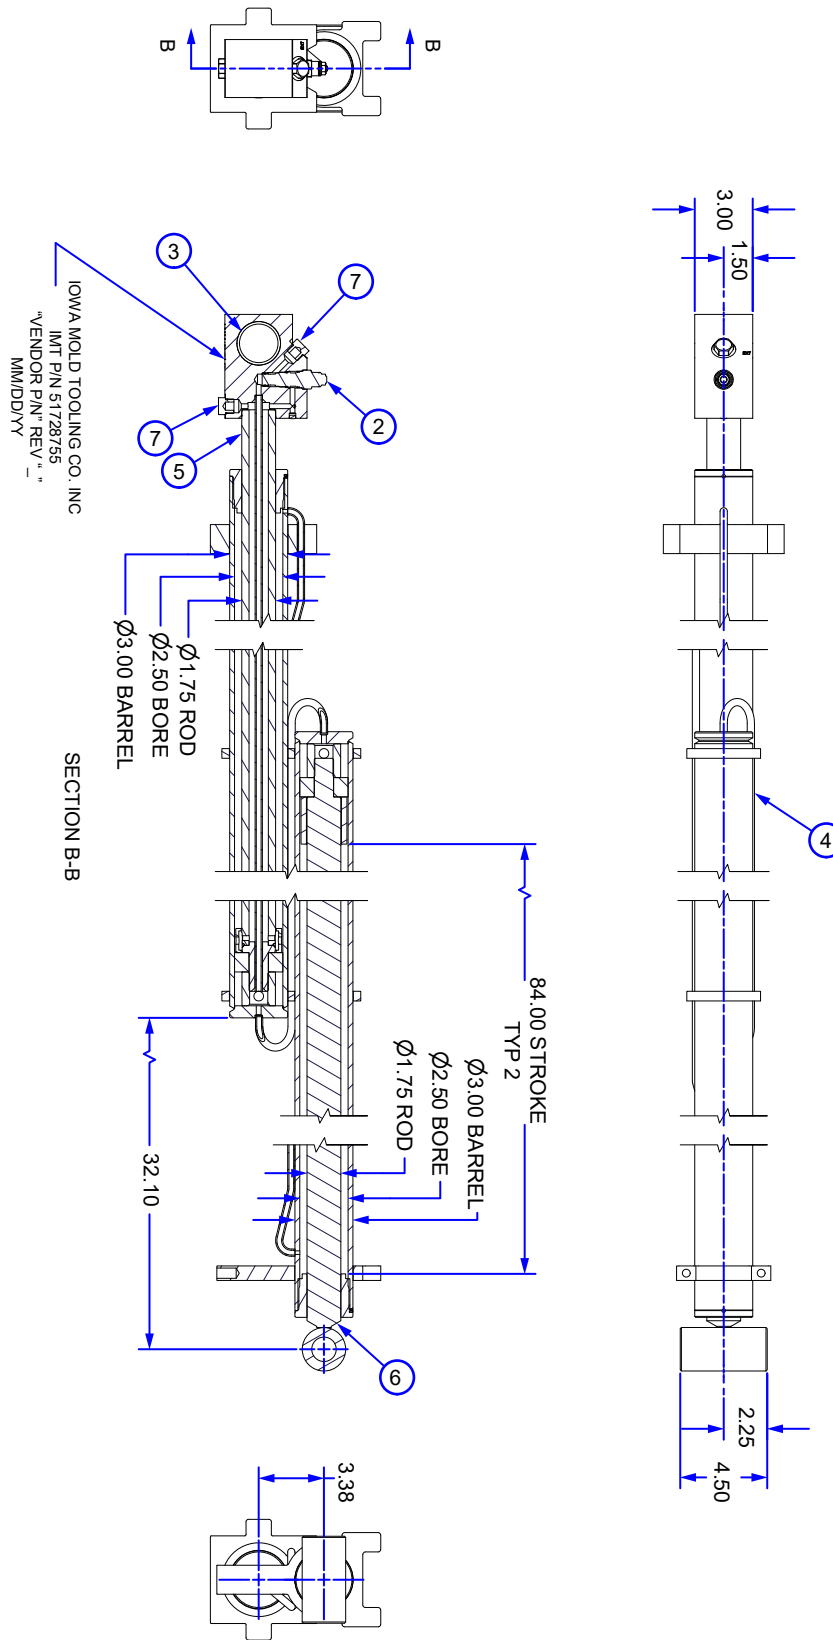 B
B
3.00
1.50
3
7
2
7
5
IOWA MOLD TOOLING CO. INC
IMT P/N 51728755
"VENDOR P/N" REV "_"
MM/DD/YY
Ø1.75 ROD
Ø2.50 BORE
Ø3.00 BARREL
SECTION B-B
4
84.00 STROKE
TYP 2
Ø3.00 BARREL
Ø2.50 BORE
Ø1.75 ROD
32.10
6
2.25
4.50
3.38